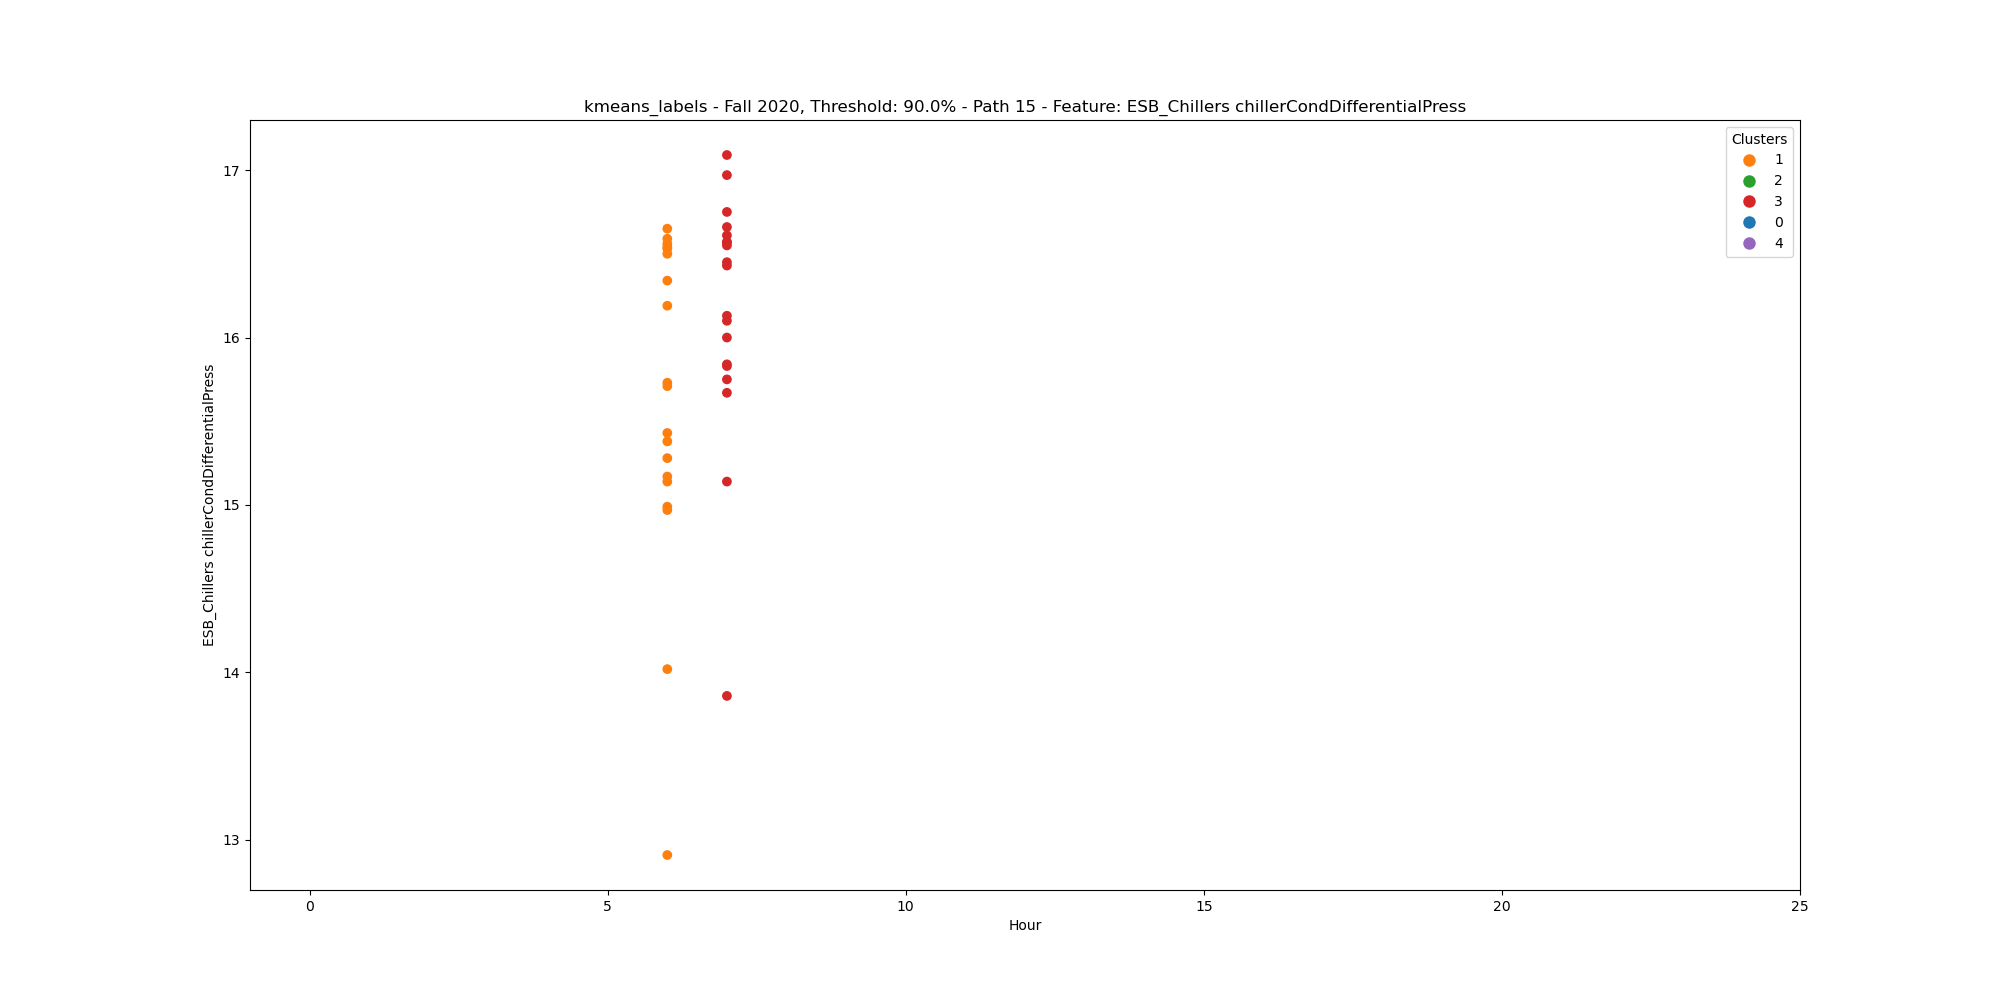 kmeans_labels - Fall 2020, Threshold: 90.0% - Path 15 - Feature: ESB_Chillers chillerCondDifferentialPress
Clusters
1
2
3
0
4
17
16
15
14
13
ESB_Chillers chillerCondDifferentialPress
0 5 10 15 20 25
Hour